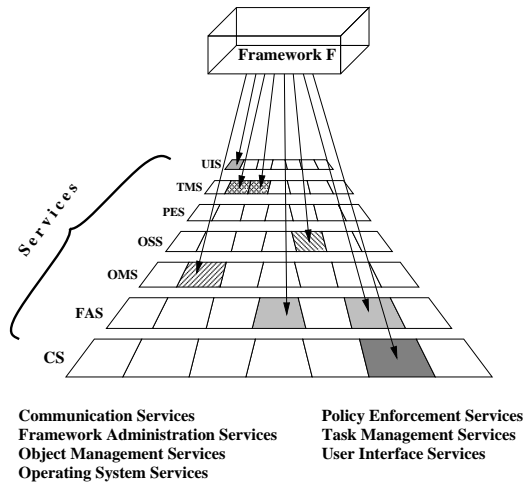 Framework F
UIS
TMS
PES
OSS
OMS
FAS
CS
Services
Communication Services
Framework Administration Services
Object Management Services
Operating System Services
Policy Enforcement Services
Task Management Services
User Interface Services